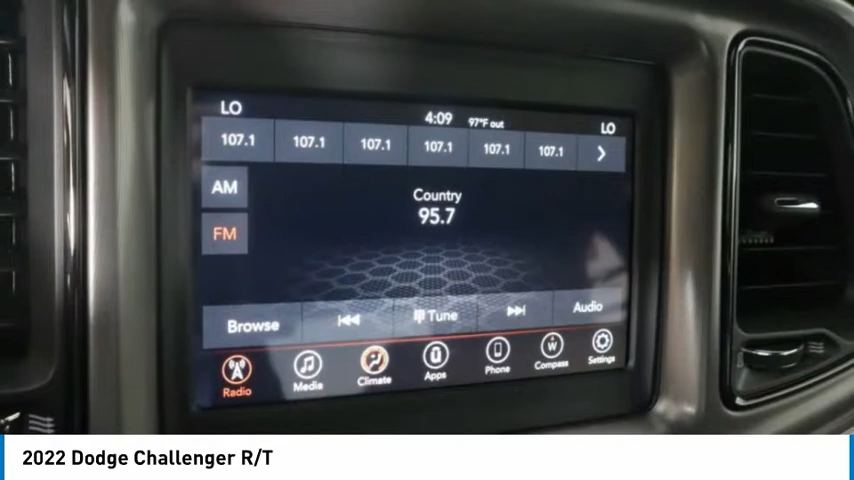 LO 4:09 97°F out LO
107.1 107.1 107.1 107.1 107.1 107.1
AM
Country
95.7
FM
Browse Tune Audio
Radio Media Climate Apps Phone W Compass Settings
2022 Dodge Challenger R/T